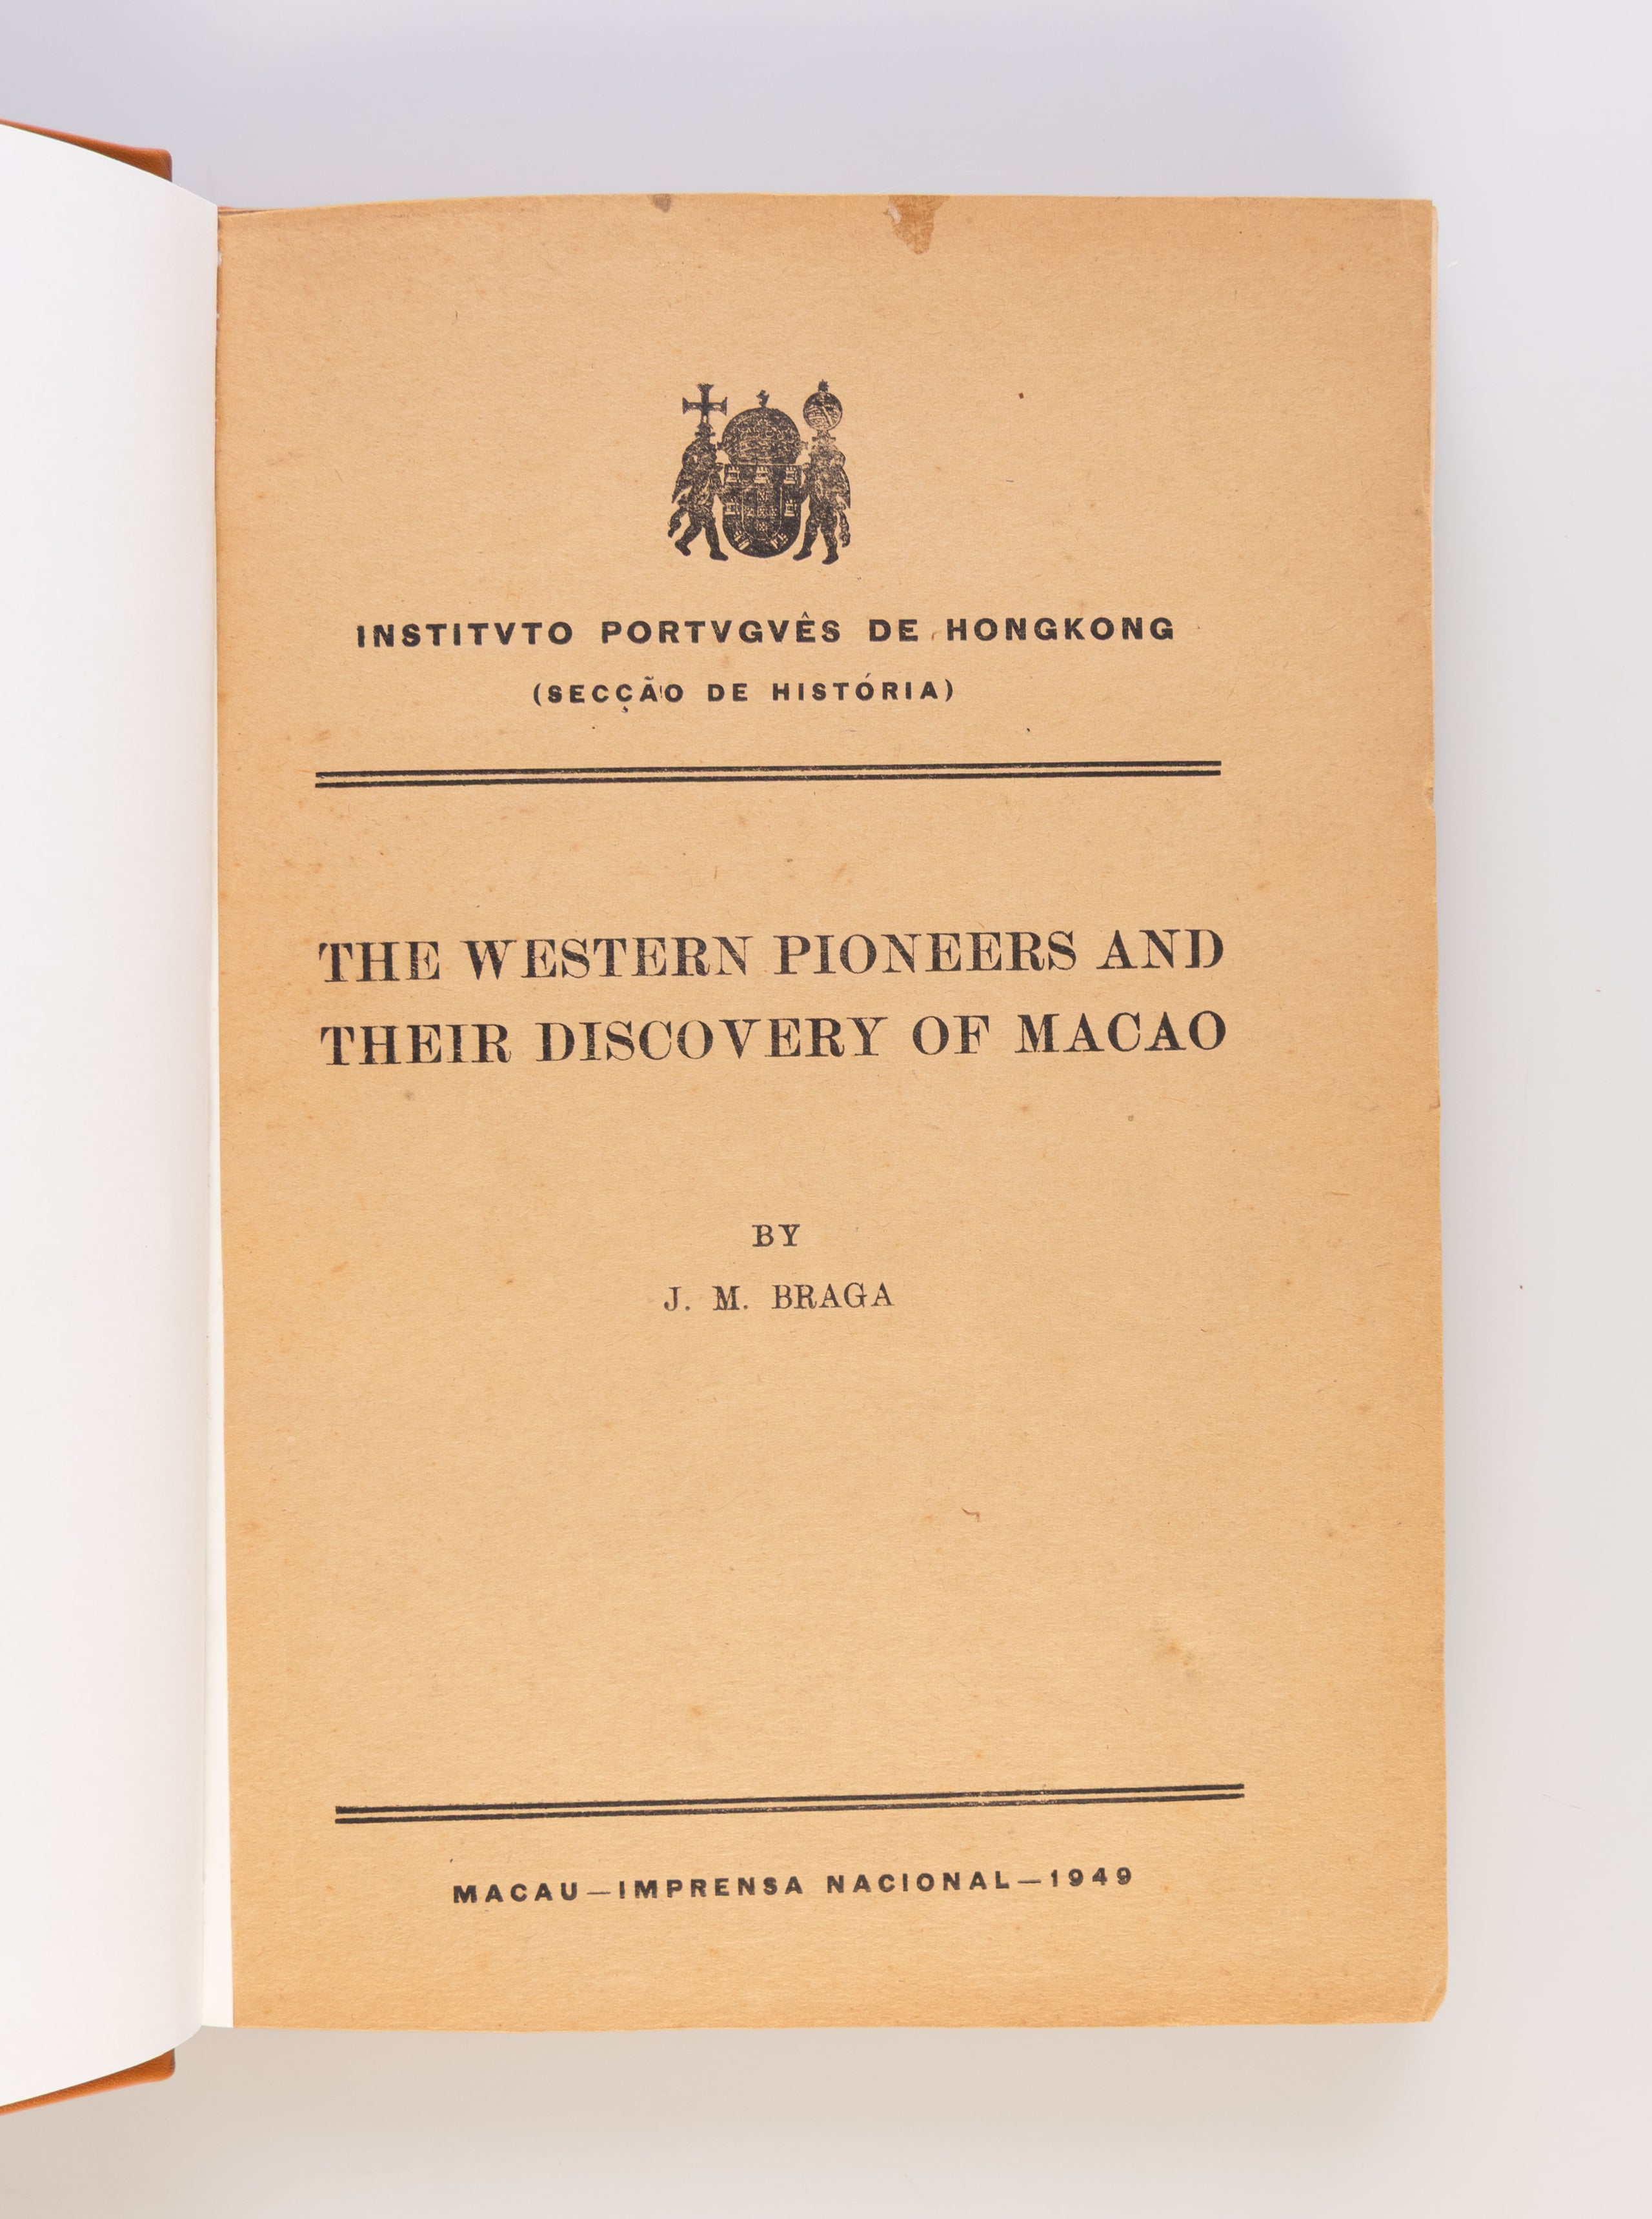 INSTITVTO PORTVGVÊS DE HONGKONG
(SECÇÃO DE HISTÓRIA)
THE WESTERN PIONEERS AND
THEIR DISCOVERY OF MACAO
BY
J. M. BRAGA
MACAU—IMPRENSA NACIONAL—1949